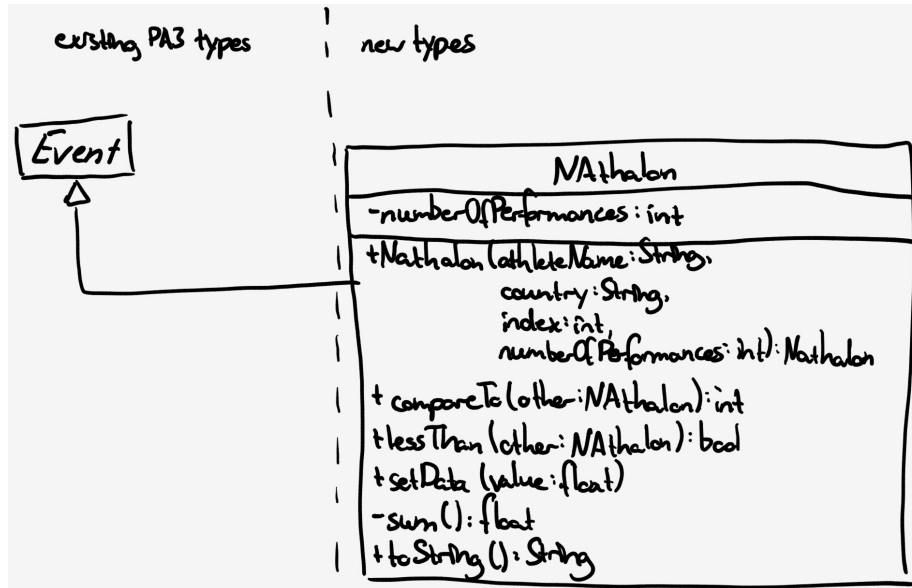 existing PA3 types
new types
Event
NAthalon
-numberOfPerformances: int
+Nathalon(athleteName: String,
country: String,
index: int,
numberOfPerformances: int): Nathalon
+ compareTo(other: NAthalon): int
+lessThan(other: NAthalon): bool
+setData (value: float)
-sum(): float
+toString(): String